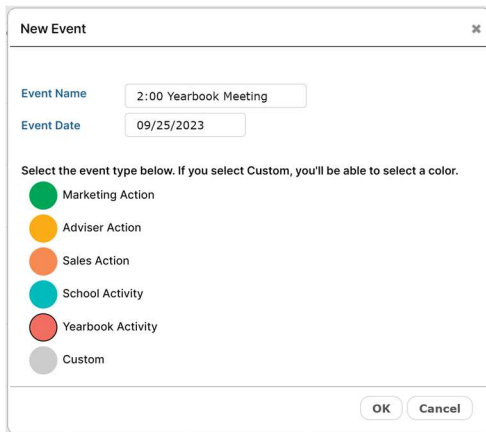 New Event
Event Name
2:00 Yearbook Meeting
Event Date
09/25/2023
Select the event type below. If you select Custom, you'll be able to select a color.
Marketing Action
Adviser Action
Sales Action
School Activity
Yearbook Activity
Custom
OK Cancel